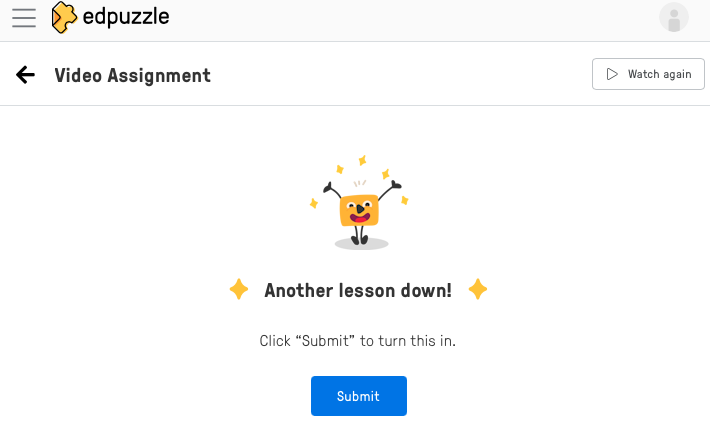 edpuzzle
Video Assignment
Watch again
Another lesson down!
Click “Submit” to turn this in.
Submit